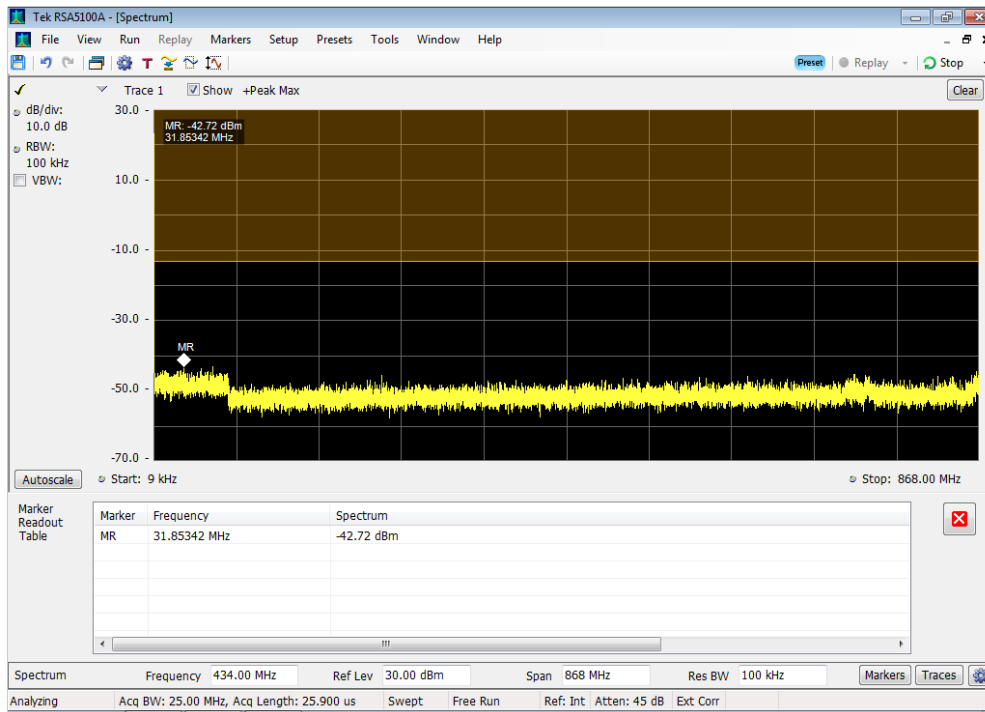 Tek RSA5100A - [Spectrum]
File View Run Replay Markers Setup Presets Tools Window Help
T Preset Replay Stop
Trace 1 Show +Peak Max Clear
dB/div:
10.0 dB
RBW:
100 kHz
VBW:
30.0
10.0
-10.0
-30.0
-50.0
-70.0
MR: -42.72 dBm
31.85342 MHz
MR
Autoscale Start: 9 kHz Stop: 868.00 MHz
Marker
Readout
Table
Marker Frequency Spectrum
MR 31.85342 MHz -42.72 dBm
Spectrum Frequency 434.00 MHz Ref Lev 30.00 dBm Span 868 MHz Res BW 100 kHz Markers Traces
Analyzing Acq BW: 25.00 MHz, Acq Length: 25.900 us Swept Free Run Ref: Int Atten: 45 dB Ext Corr